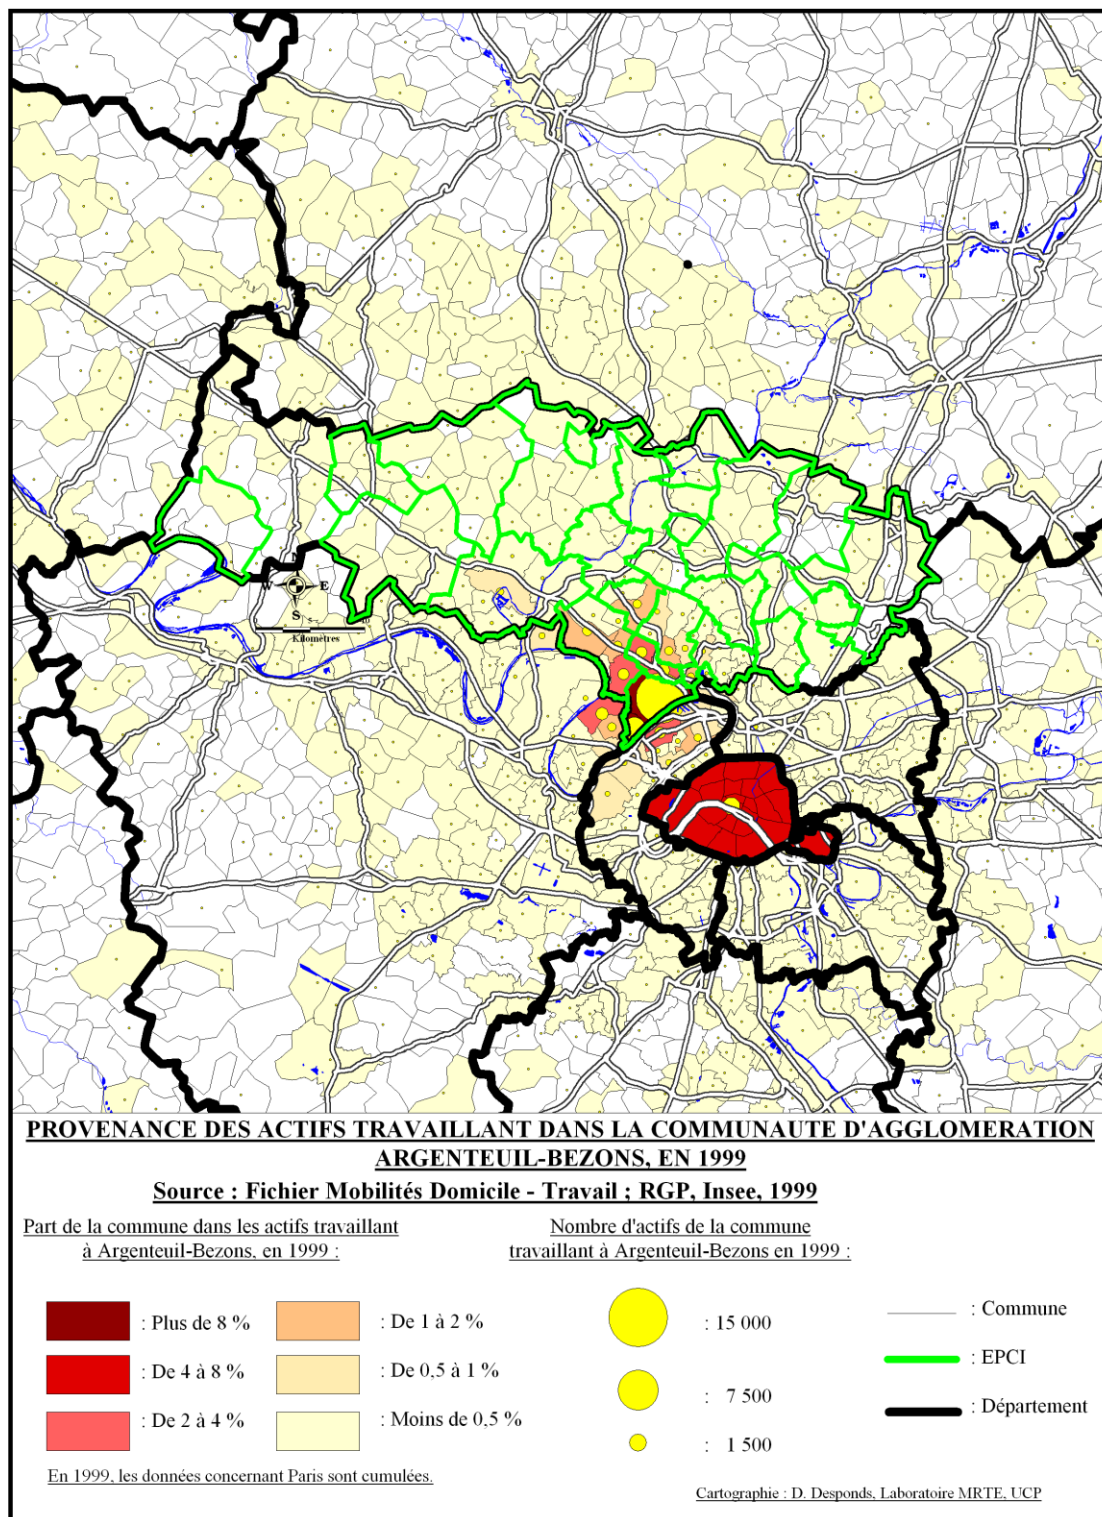 N
W E
S
Kilomètres
PROVENANCE DES ACTIFS TRAVAILLANT DANS LA COMMUNAUTE D'AGGLOMERATION
ARGENTEUIL-BEZONS, EN 1999
Source : Fichier Mobilités Domicile - Travail ; RGP, Insee, 1999
Part de la commune dans les actifs travaillant
à Argenteuil-Bezons, en 1999 :
: Plus de 8 %
: De 4 à 8 %
: De 2 à 4 %
: De 1 à 2 %
: De 0,5 à 1 %
: Moins de 0,5 %
Nombre d'actifs de la commune
travaillant à Argenteuil-Bezons en 1999 :
: 15 000
: 7 500
: 1 500
: Commune
: EPCI
: Département
En 1999, les données concernant Paris sont cumulées.
Cartographie : D. Desponds, Laboratoire MRTE, UCP